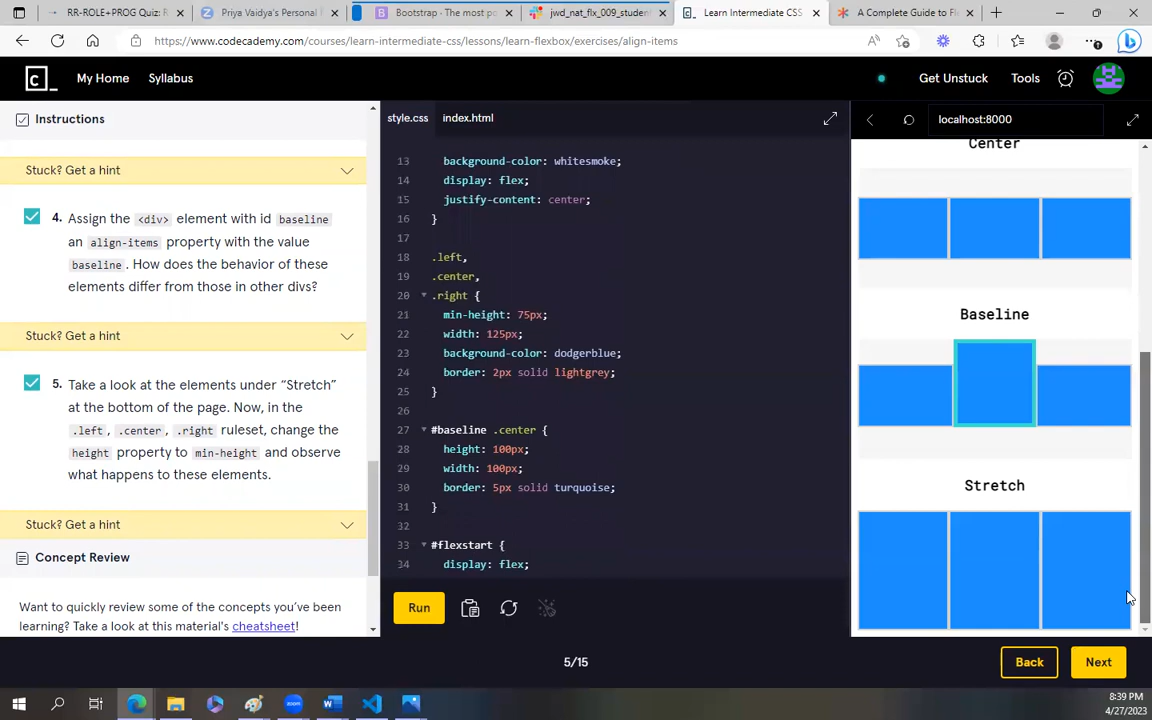 RR-ROLE+PROG Quiz: R
Priya Vaidya's Personal
Bootstrap - The most po
jwd_nat_flx_009_studen
Learn Intermediate CSS
A Complete Guide to Fl
https://www.codecademy.com/courses/learn-intermediate-css/lessons/learn-flexbox/exercises/align-items
My Home
Syllabus
Get Unstuck
Tools
Instructions
Stuck? Get a hint
4. Assign the <div> element with id baseline
an align-items property with the value
baseline. How does the behavior of these
elements differ from those in other divs?
Stuck? Get a hint
5. Take a look at the elements under “Stretch”
at the bottom of the page. Now, in the
.left, .center, .right ruleset, change the
height property to min-height and observe
what happens to these elements.
Stuck? Get a hint
Concept Review
Want to quickly review some of the concepts you’ve been
learning? Take a look at this material's cheatsheet!
style.css
index.html
13 background-color: whitesmoke;
14 display: flex;
15 justify-content: center;
16 }
17
18 .left,
19 .center,
20 .right {
21 min-height: 75px;
22 width: 125px;
23 background-color: dodgerblue;
24 border: 2px solid lightgrey;
25 }
26
27 #baseline .center {
28 height: 100px;
29 width: 100px;
30 border: 5px solid turquoise;
31 }
32
33 #flexstart {
34 display: flex;
Run
localhost:8000
Center
Baseline
Stretch
5/15
Back
Next
8:39 PM
4/27/2023